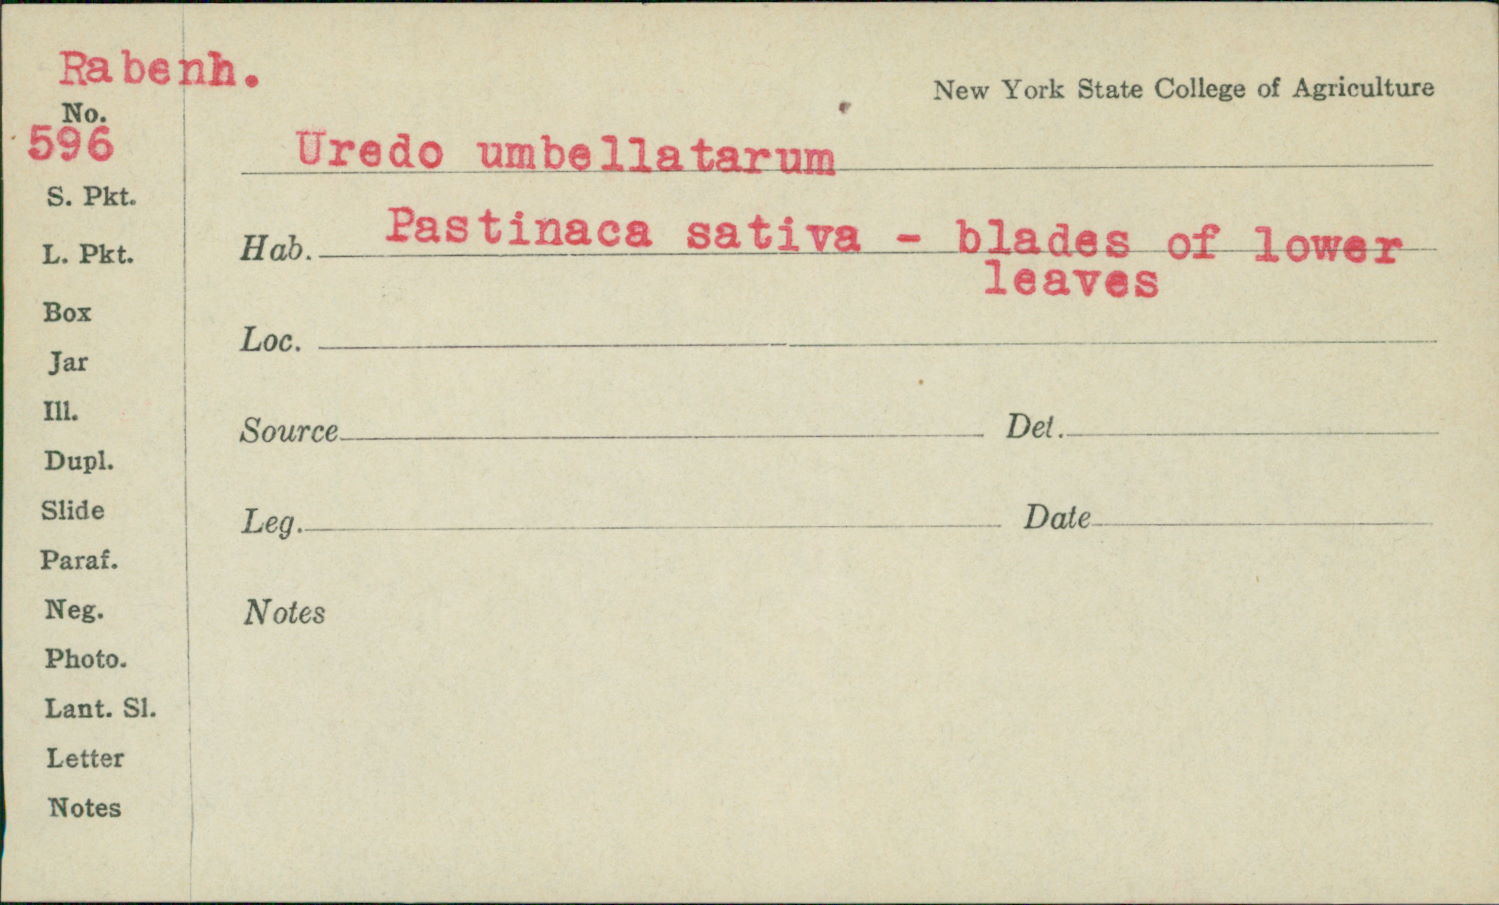 Rabenh.
New York State College of Agriculture
No.
596
Uredo umbellatarum
S. Pkt.
Hab. Pastinaca sativa - blades of lower
leaves
L. Pkt.
Box
Loc.
Jar
Ill.
Source Det.
Dupl.
Slide
Leg. Date
Paraf.
Neg.
Notes
Photo.
Lant. Sl.
Letter
Notes